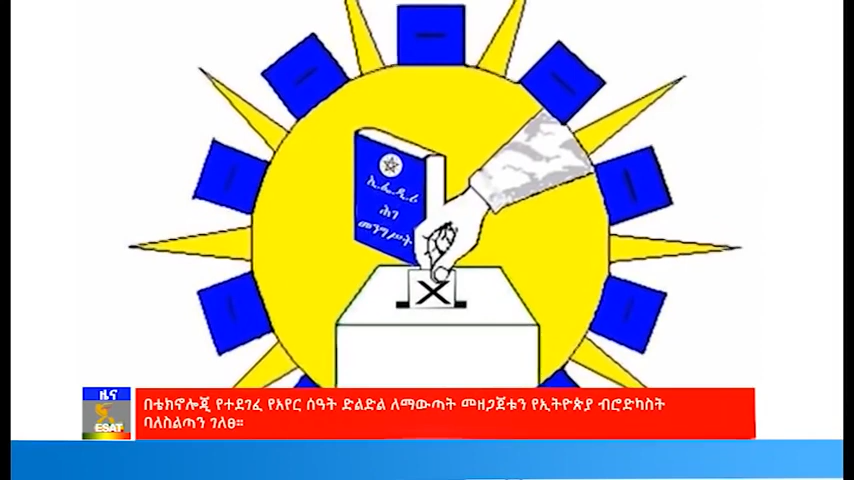 ኢ.ፌ.ዲ.ሪ
ሕገ
መንግሥት
X
ዜና
ESAT
በቴክኖሎጂ የተደገፈ የአየር ሰዓት ድልድል ለማውጣት መዘጋጀቱን የኢትዮጵያ ብሮድካስት
ባለስልጣን ገለፀ።